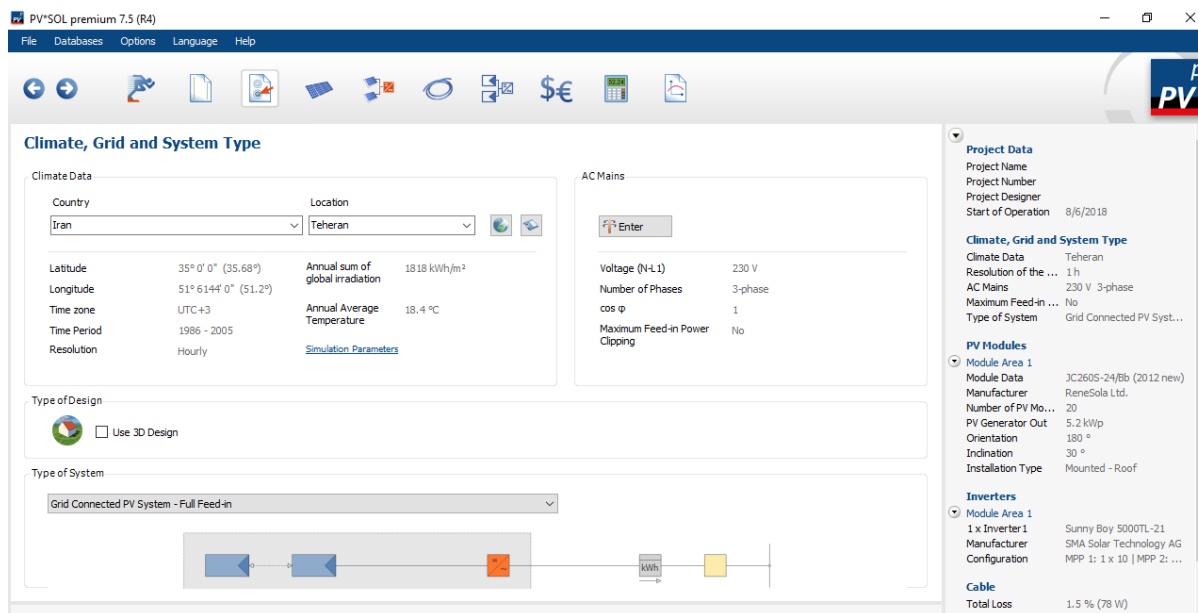 PV*SOL premium 7.5 (R4)
File Databases Options Language Help
$€
52,24
PV
Climate, Grid and System Type
Climate Data
Country
Location
Iran
Teheran
Latitude 35° 0' 0" (35.68°)
Longitude 51° 6144' 0" (51.2°)
Time zone UTC+3
Time Period 1986 - 2005
Resolution Hourly
Annual sum of
global irradiation
1818 kWh/m²
Annual Average
Temperature
18.4 °C
Simulation Parameters
AC Mains
Enter
Voltage (N-L1) 230 V
Number of Phases 3-phase
cos φ 1
Maximum Feed-in Power
Clipping
No
Type of Design
Use 3D Design
Type of System
Grid Connected PV System - Full Feed-in
kWh
Project Data
Project Name
Project Number
Project Designer
Start of Operation 8/6/2018
Climate, Grid and System Type
Climate Data Teheran
Resolution of the ... 1 h
AC Mains 230 V 3-phase
Maximum Feed-in ... No
Type of System Grid Connected PV Syst...
PV Modules
Module Area 1
Module Data JC260S-24/Bb (2012 new)
Manufacturer ReneSola Ltd.
Number of PV Mo... 20
PV Generator Out 5.2 kWp
Orientation 180 °
Inclination 30 °
Installation Type Mounted - Roof
Inverters
Module Area 1
1 x Inverter1 Sunny Boy 5000TL-21
Manufacturer SMA Solar Technology AG
Configuration MPP 1: 1 x 10 | MPP 2: ...
Cable
Total Loss 1.5 % (78 W)